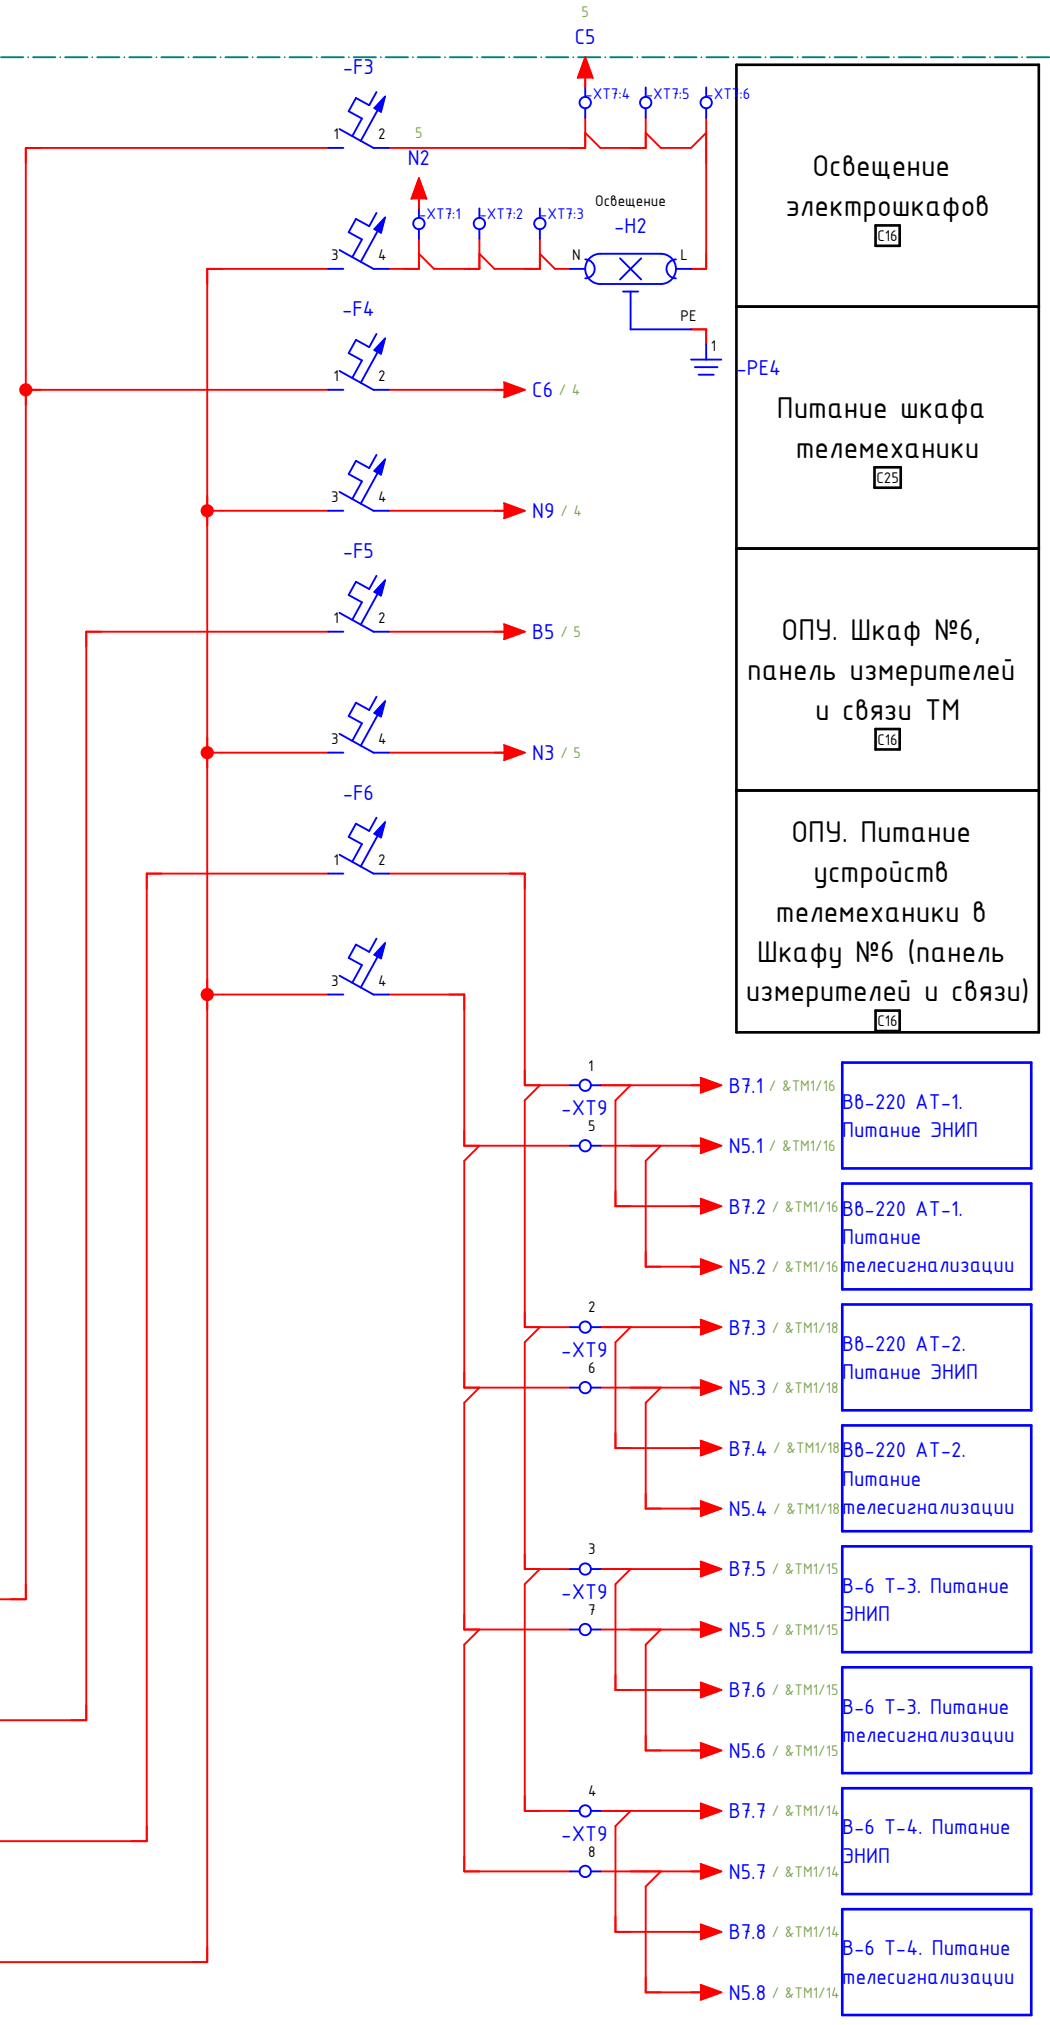 5
C5
-F3
-XT7:4
-XT7:5
-XT7:6
1
2
5
N2
Освещение
электрошкафов
C16
-XT7:1
-XT7:2
-XT7:3
Освещение
-H2
3
4
N
L
PE
1
-PE4
-F4
1
2
C6 / 4
Питание шкафа
телемеханики
C25
3
4
N9 / 4
-F5
1
2
B5 / 5
ОПУ. Шкаф №6,
панель измерителей
и связи ТМ
C16
3
4
N3 / 5
-F6
1
2
ОПУ. Питание
устройств
телемеханики в
Шкафу №6 (панель
измерителей и связи)
C16
3
4
1
-XT9
B7.1 / &TM1/16
Вв-220 АТ-1.
Питание ЭНИП
5
N5.1 / &TM1/16
B7.2 / &TM1/16
Вв-220 АТ-1.
Питание
телесигнализации
N5.2 / &TM1/16
2
-XT9
B7.3 / &TM1/18
Вв-220 АТ-2.
Питание ЭНИП
6
N5.3 / &TM1/18
B7.4 / &TM1/18
Вв-220 АТ-2.
Питание
телесигнализации
N5.4 / &TM1/18
3
-XT9
B7.5 / &TM1/15
В-6 Т-3. Питание
ЭНИП
7
N5.5 / &TM1/15
B7.6 / &TM1/15
В-6 Т-3. Питание
телесигнализации
N5.6 / &TM1/15
4
-XT9
B7.7 / &TM1/14
В-6 Т-4. Питание
ЭНИП
8
N5.7 / &TM1/14
B7.8 / &TM1/14
В-6 Т-4. Питание
телесигнализации
N5.8 / &TM1/14